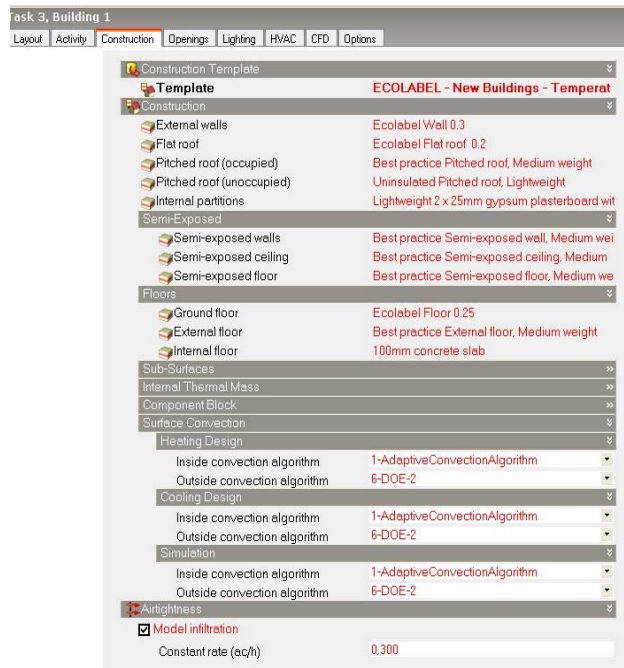 Task 3, Building 1
Layout Activity Construction Openings Lighting HVAC CFD Options
Construction Template
Template ECOLABEL - New Buildings - Temperat
Construction
External walls Ecolabel Wall 0.3
Flat roof Ecolabel Flat roof 0.2
Pitched roof (occupied) Best practice Pitched roof, Medium weight
Pitched roof (unoccupied) Uninsulated Pitched roof, Lightweight
Internal partitions Lightweight 2 x 25mm gypsum plasterboard wit
Semi-Exposed
Semi-exposed walls Best practice Semi-exposed wall, Medium wei
Semi-exposed ceiling Best practice Semi-exposed ceiling, Medium
Semi-exposed floor Best practice Semi-exposed floor, Medium we
Floors
Ground floor Ecolabel Floor 0.25
External floor Best practice External floor, Medium weight
Internal floor 100mm concrete slab
Sub-Surfaces
Internal Thermal Mass
Component Block
Surface Convection
Heating Design
Inside convection algorithm 1-AdaptiveConvectionAlgorithm
Outside convection algorithm 6-DOE-2
Cooling Design
Inside convection algorithm 1-AdaptiveConvectionAlgorithm
Outside convection algorithm 6-DOE-2
Simulation
Inside convection algorithm 1-AdaptiveConvectionAlgorithm
Outside convection algorithm 6-DOE-2
Airtightness
Model infiltration
Constant rate (ac/h) 0,300